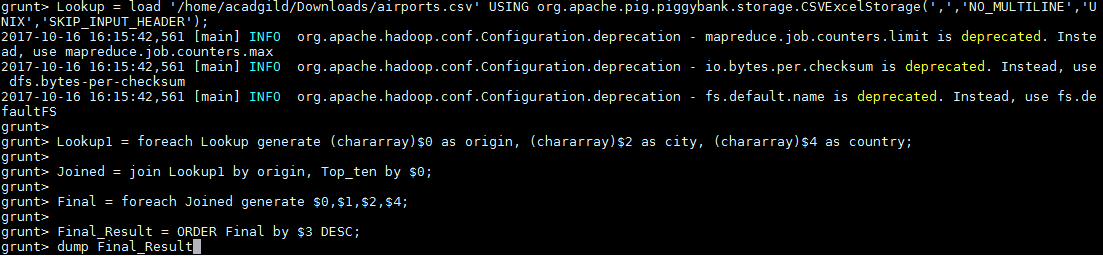 grunt> Lookup = load '/home/acadgild/Downloads/airports.csv' USING org.apache.pig.piggybank.storage.CSVExcelStorage(',','NO_MULTILINE','U
NIX','SKIP_INPUT_HEADER');
2017-10-16 16:15:42,561 [main] INFO  org.apache.hadoop.conf.Configuration.deprecation - mapreduce.job.counters.limit is deprecated. Inste
ad, use mapreduce.job.counters.max
2017-10-16 16:15:42,561 [main] INFO  org.apache.hadoop.conf.Configuration.deprecation - io.bytes.per.checksum is deprecated. Instead, use
 dfs.bytes-per-checksum
2017-10-16 16:15:42,561 [main] INFO  org.apache.hadoop.conf.Configuration.deprecation - fs.default.name is deprecated. Instead, use fs.de
faultFS
grunt>
grunt> Lookup1 = foreach Lookup generate (chararray)$0 as origin, (chararray)$2 as city, (chararray)$4 as country;
grunt>
grunt> Joined = join Lookup1 by origin, Top_ten by $0;
grunt>
grunt> Final = foreach Joined generate $0,$1,$2,$4;
grunt>
grunt> Final_Result = ORDER Final by $3 DESC;
grunt> dump Final_Result